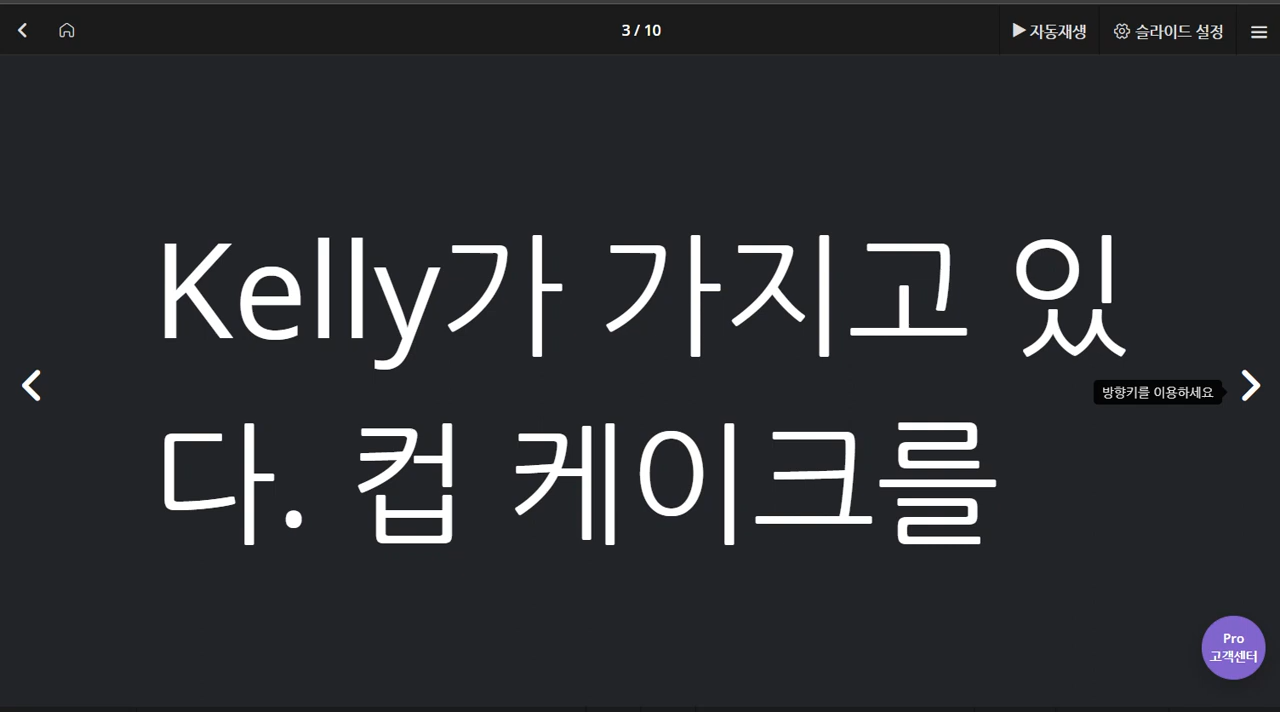 3 / 10
▶ 자동재생
슬라이드 설정
Kelly가 가지고 있
다. 컵 케이크를
방향키를 이용하세요
Pro
고객센터